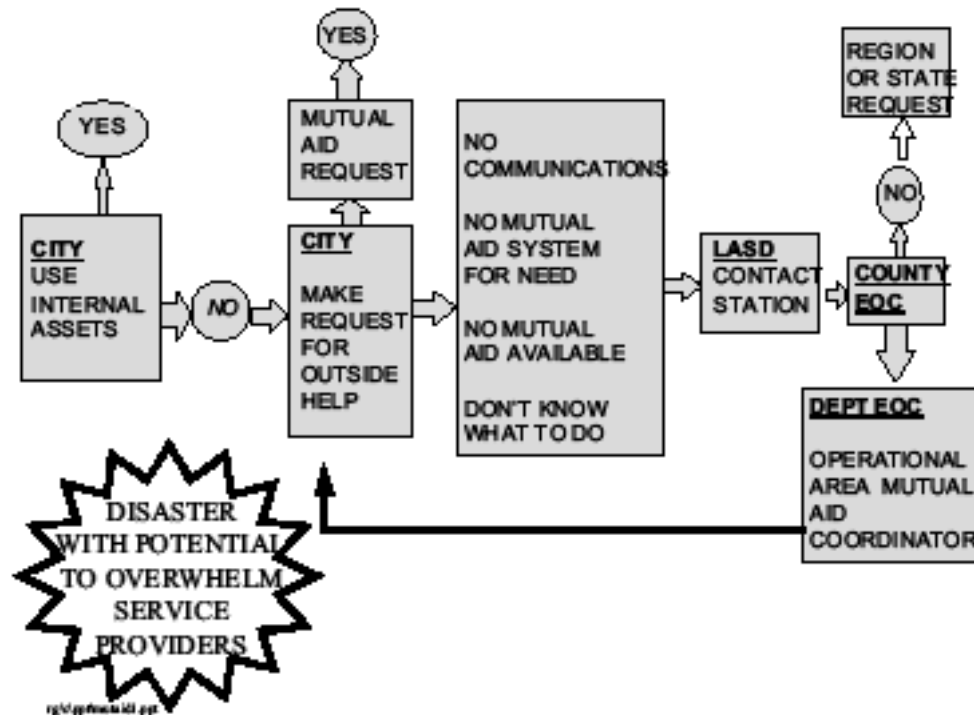 YES
CITY
USE
INTERNAL
ASSETS
NO
YES
MUTUAL
AID
REQUEST
CITY
MAKE
REQUEST
FOR
OUTSIDE
HELP
NO
COMMUNICATIONS
NO MUTUAL
AID SYSTEM
FOR NEED
NO MUTUAL
AID AVAILABLE
DON'T KNOW
WHAT TO DO
LASD
CONTACT
STATION
REGION
OR STATE
REQUEST
NO
COUNTY
EOC
DEPT EOC
OPERATIONAL
AREA MUTUAL
AID
COORDINATOR
DISASTER
WITH POTENTIAL
TO OVERWHELM
SERVICE
PROVIDERS